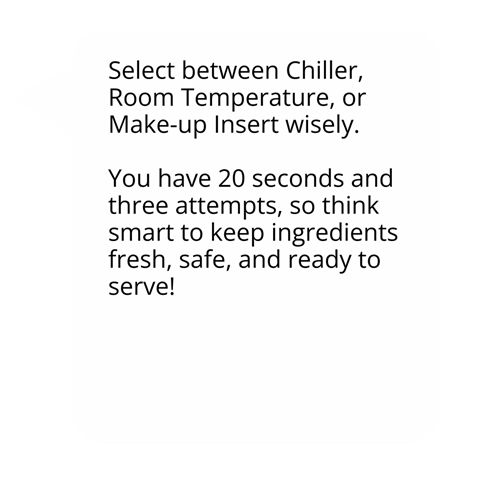 Select between Chiller,
Room Temperature, or
Make-up Insert wisely.
You have 20 seconds and
three attempts, so think
smart to keep ingredients
fresh, safe, and ready to
serve!